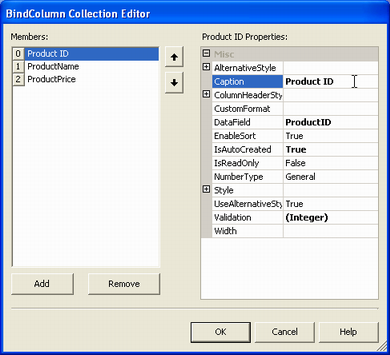 BindColumn Collection Editor
Members:
0 Product ID
1 ProductName
2 ProductPrice
Add
Remove
Product ID Properties:
Misc
AlternativeStyle
Caption Product ID
ColumnHeaderSty
CustomFormat
DataField ProductID
EnableSort True
IsAutoCreated True
IsReadOnly False
NumberType General
Style
UseAlternativeSty True
Validation (Integer)
Width
OK
Cancel
Help